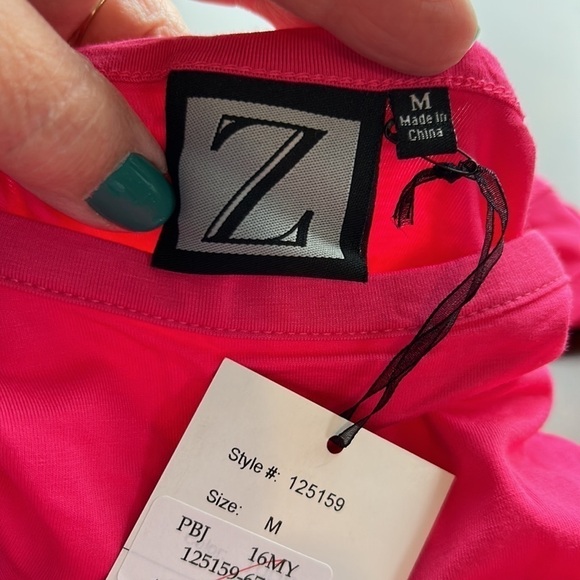 Z
M
Made in
China
Style #: 125159
Size: M
PBJ 16MY